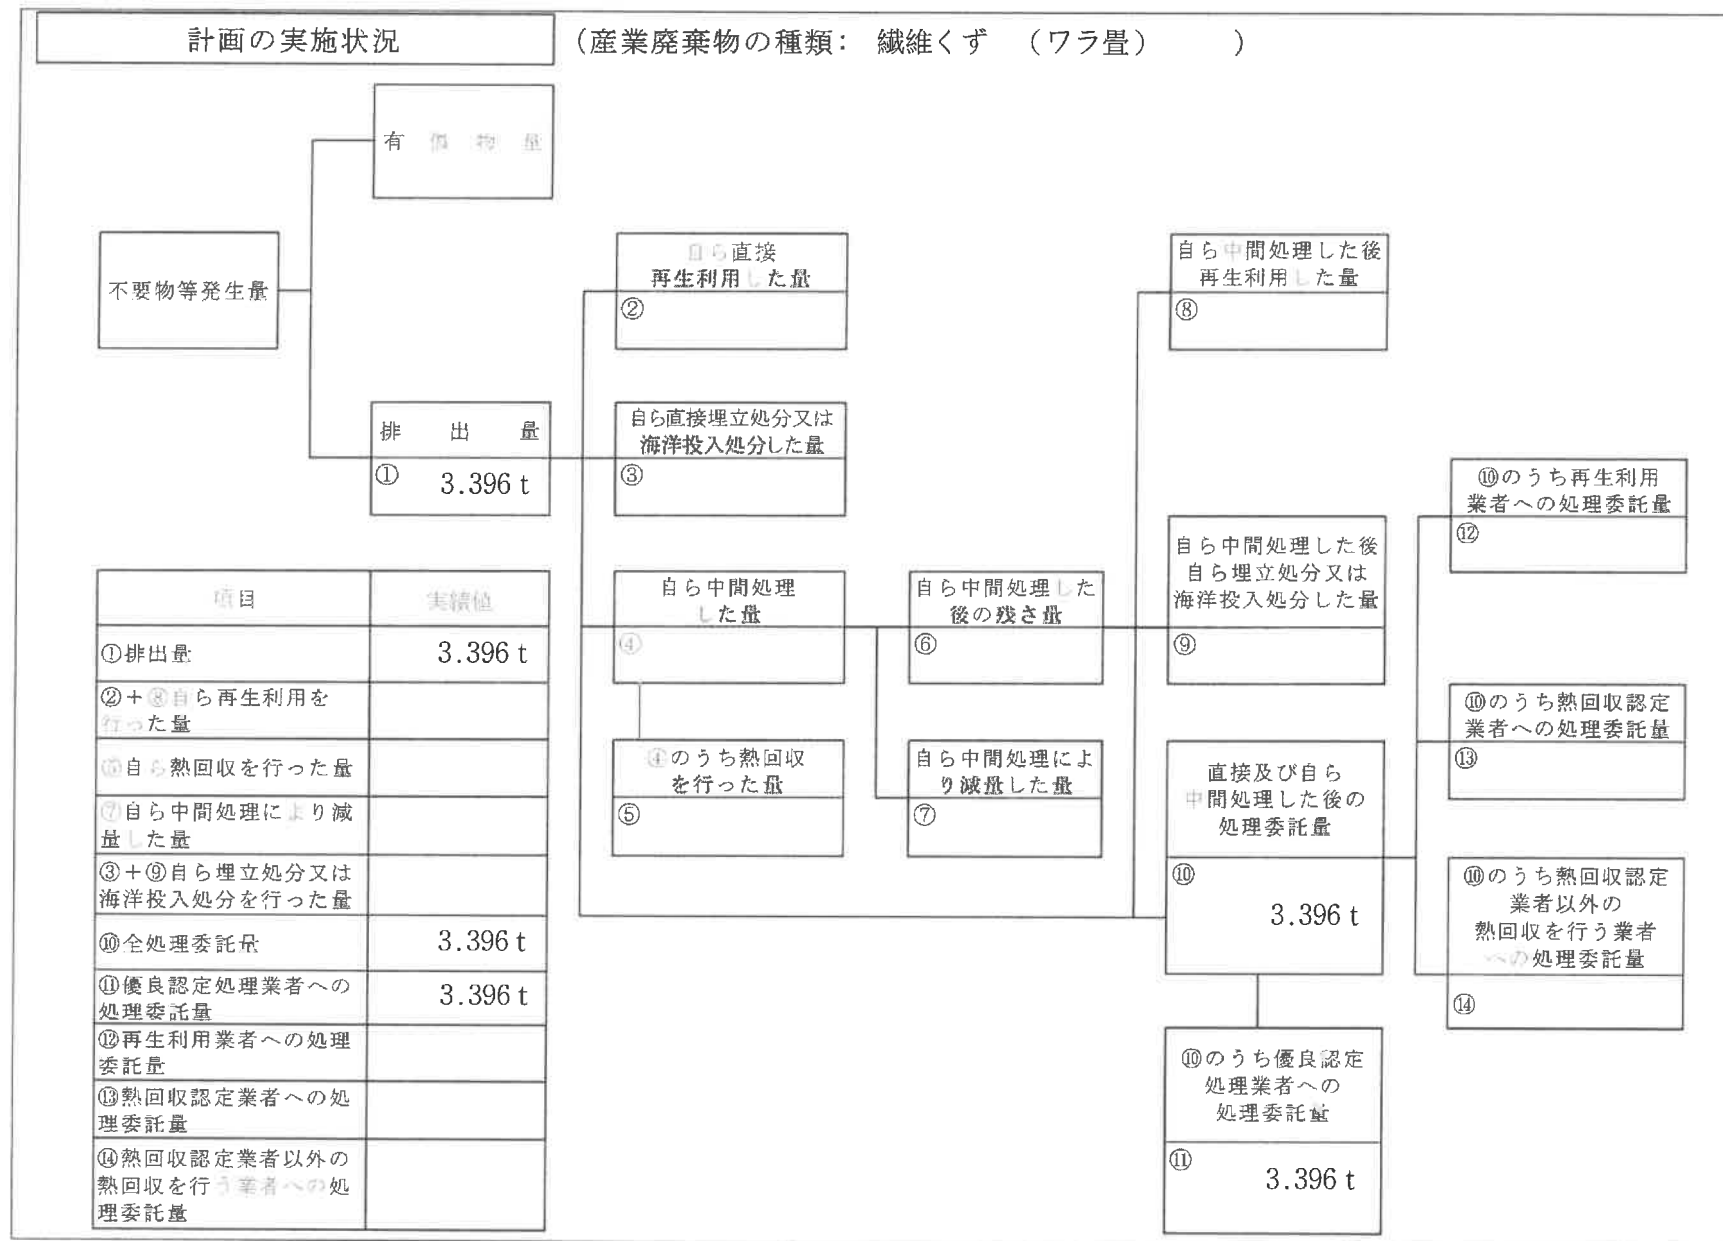 計画の実施状況 (産業廃棄物の種類: 繊維くず (ワラ畳) )
有 償 物 量
不要物等発生量
排 出 量
① 3.396 t
自ら直接
再生利用した量
②
自ら直接埋立処分又は
海洋投入処分した量
③
自ら中間処理
した量
④
④のうち熱回収
を行った量
⑤
自ら中間処理した
後の残さ量
⑥
自ら中間処理によ
り減量した量
⑦
自ら中間処理した後
再生利用した量
⑧
自ら中間処理した後
自ら埋立処分又は
海洋投入処分した量
⑨
直接及び自ら
中間処理した後の
処理委託量
⑩
3.396 t
⑩のうち優良認定
処理業者への
処理委託量
⑪
3.396 t
⑩のうち再生利用
業者への処理委託量
⑫
⑩のうち熱回収認定
業者への処理委託量
⑬
⑩のうち熱回収認定
業者以外の
熱回収を行う業者
への処理委託量
⑭
項目 実績値
①排出量 3.396 t
②+⑧自ら再生利用を
行った量
⑤自ら熱回収を行った量
⑦自ら中間処理により減
量した量
③+⑨自ら埋立処分又は
海洋投入処分を行った量
⑩全処理委託量 3.396 t
⑪優良認定処理業者への
処理委託量 3.396 t
⑫再生利用業者への処理
委託量
⑬熱回収認定業者への処
理委託量
⑭熱回収認定業者以外の
熱回収を行う業者への処
理委託量